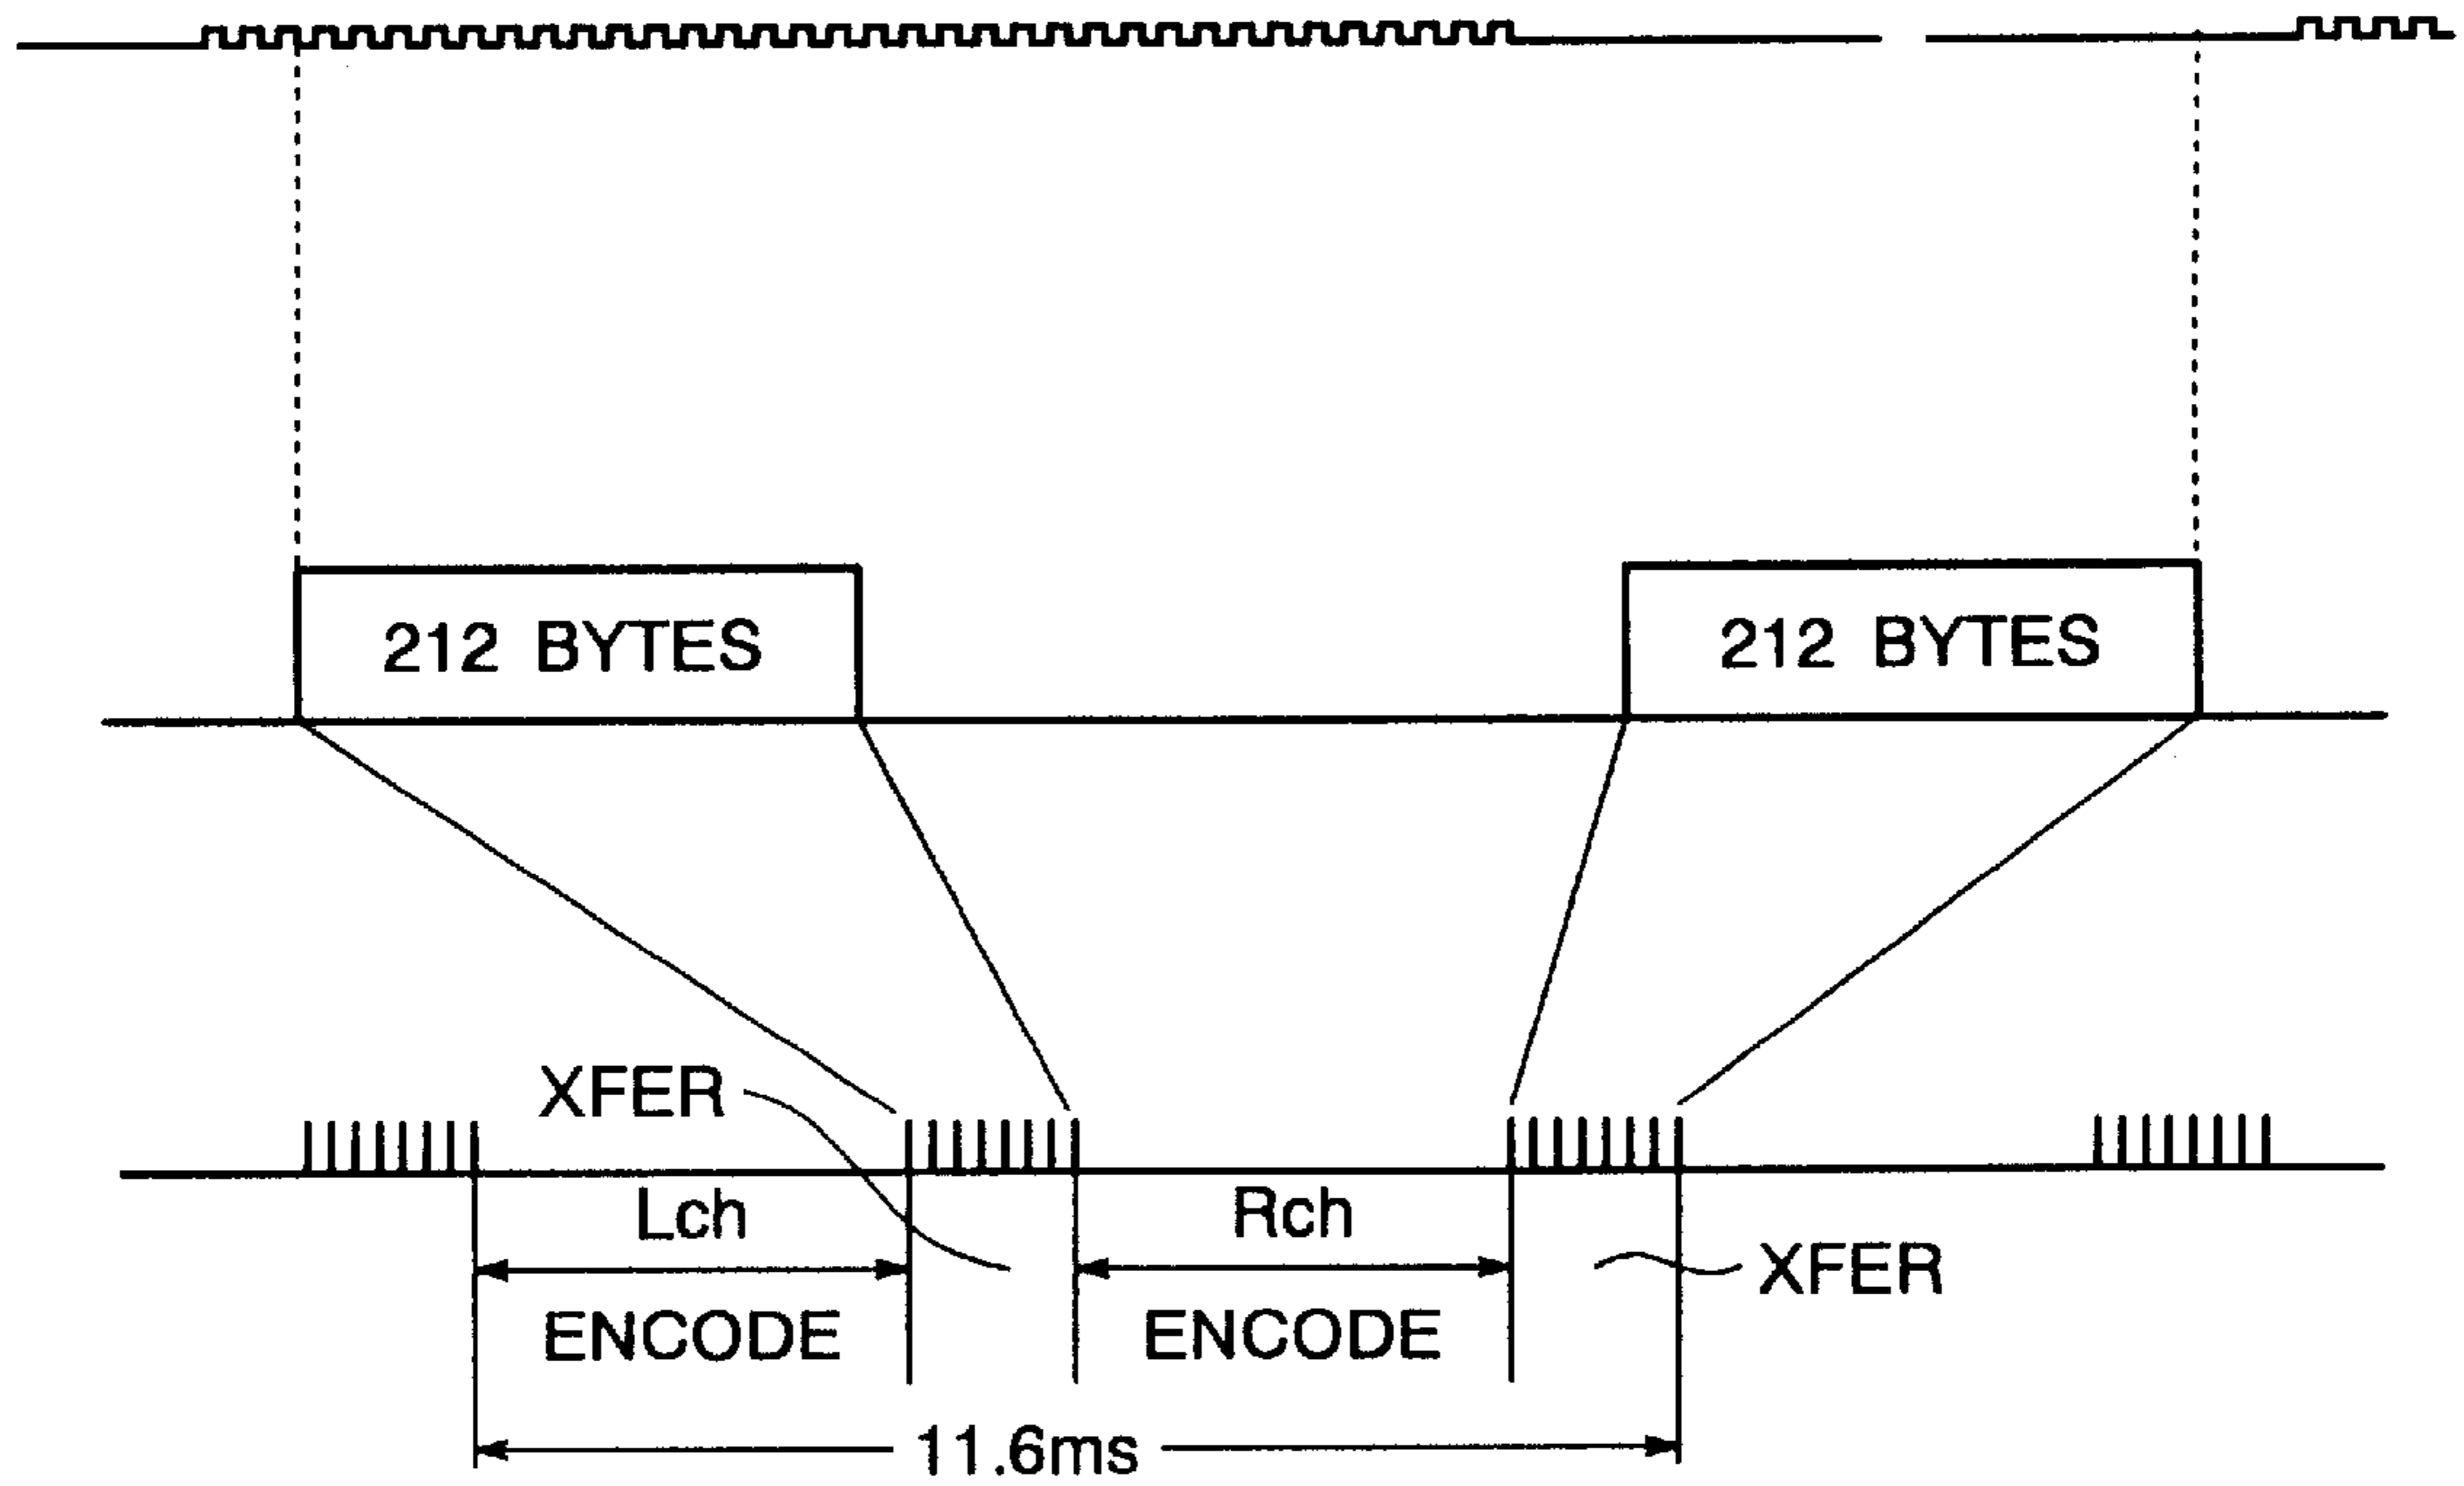 212 BYTES
212 BYTES
XFER
Lch
Rch
XFER
ENCODE
ENCODE
11.6ms